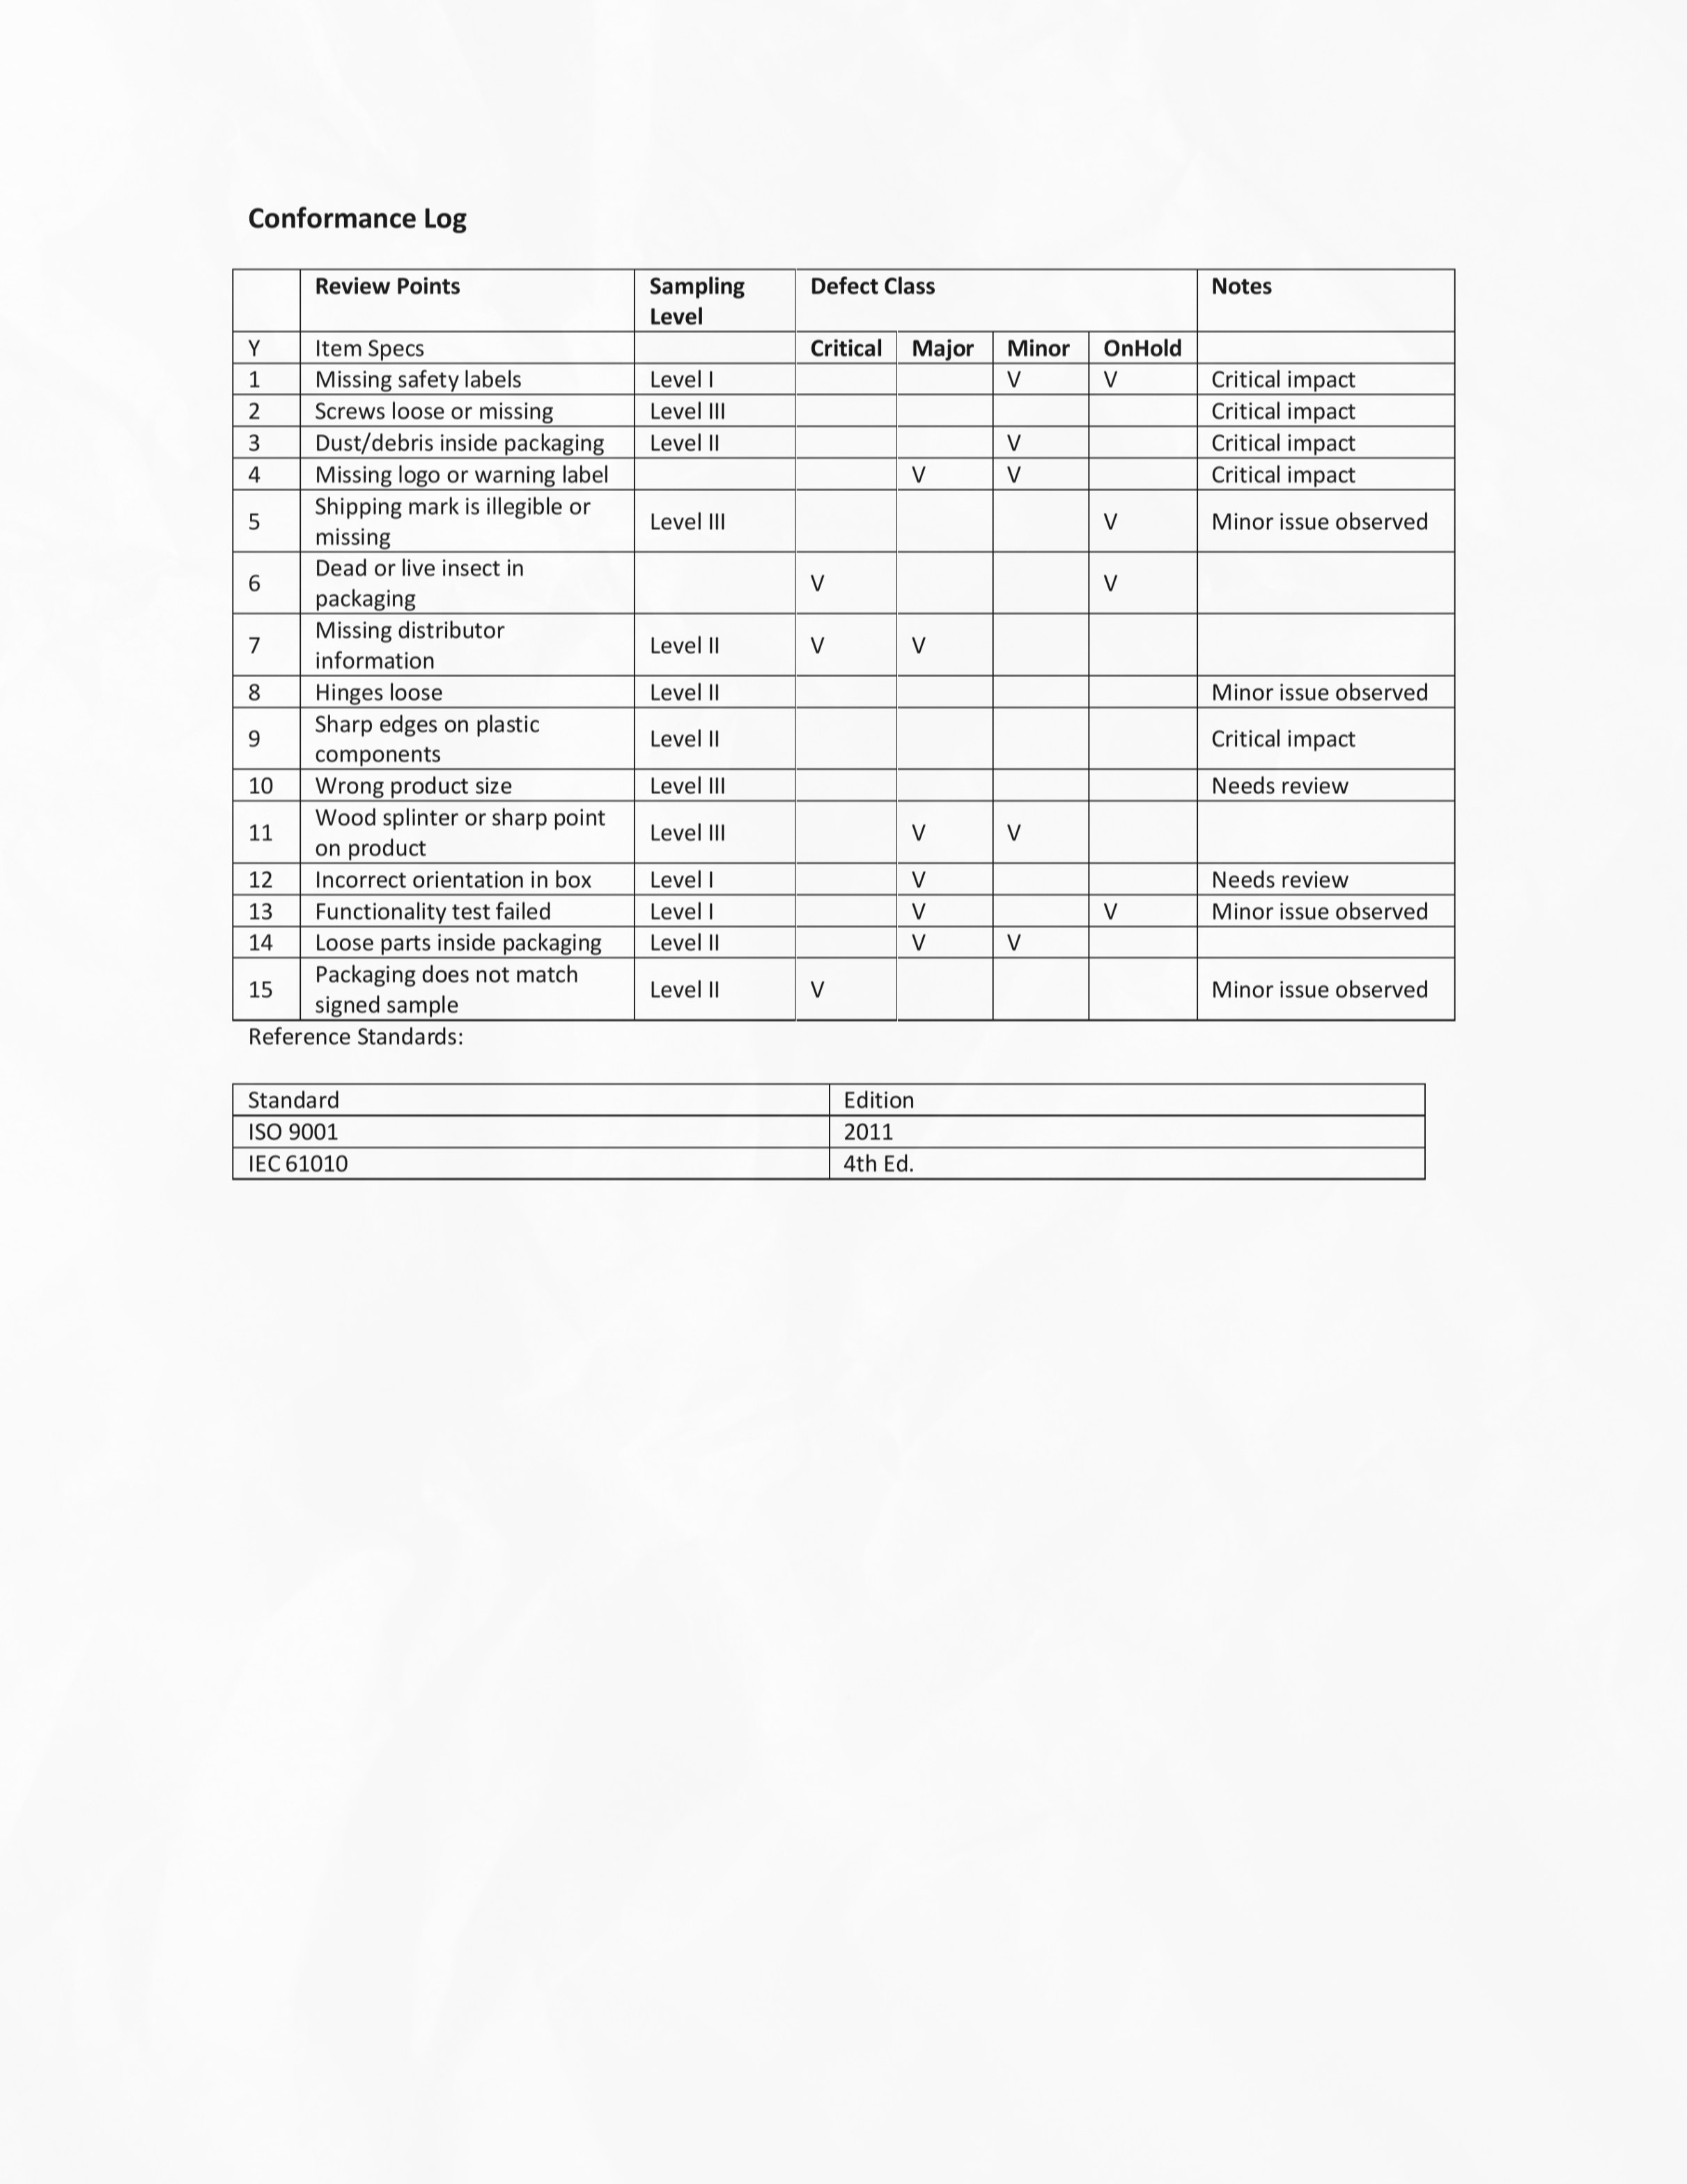 Conformance Log
Review Points Sampling Level Defect Class Notes
Y Item Specs Critical Major Minor OnHold
1 Missing safety labels Level I V V Critical impact
2 Screws loose or missing Level III Critical impact
3 Dust/debris inside packaging Level II V Critical impact
4 Missing logo or warning label V V Critical impact
5 Shipping mark is illegible or missing Level III V Minor issue observed
6 Dead or live insect in packaging V V
7 Missing distributor information Level II V V
8 Hinges loose Level II Minor issue observed
9 Sharp edges on plastic components Level II Critical impact
10 Wrong product size Level III Needs review
11 Wood splinter or sharp point on product Level III V V
12 Incorrect orientation in box Level I V Needs review
13 Functionality test failed Level I V V Minor issue observed
14 Loose parts inside packaging Level II V V
15 Packaging does not match signed sample Level II V Minor issue observed
Reference Standards:
Standard Edition
ISO 9001 2011
IEC 61010 4th Ed.